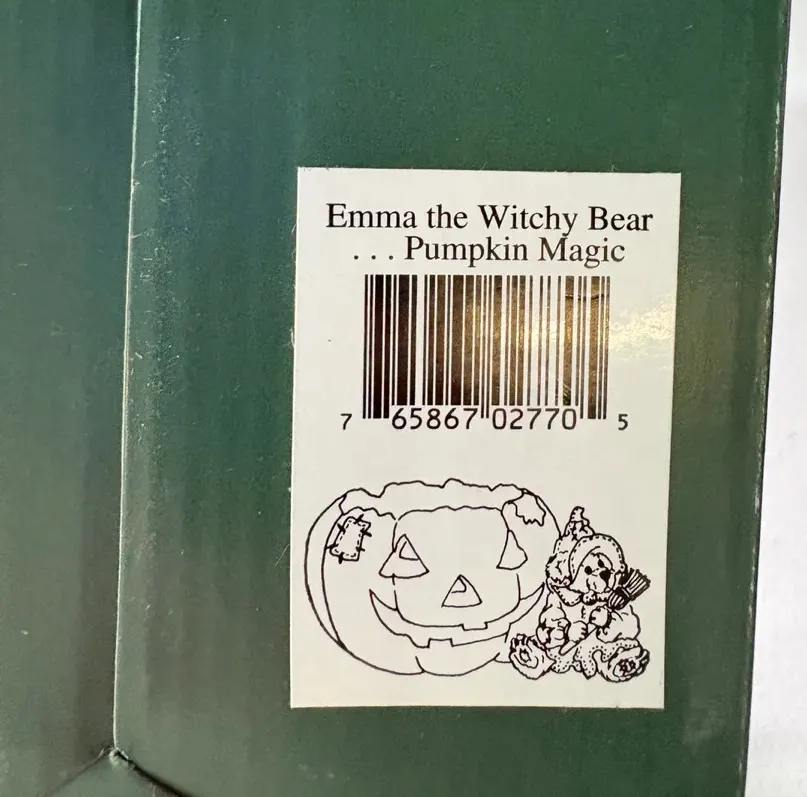 Emma the Witchy Bear
. . . Pumpkin Magic
7 65867 02770 5